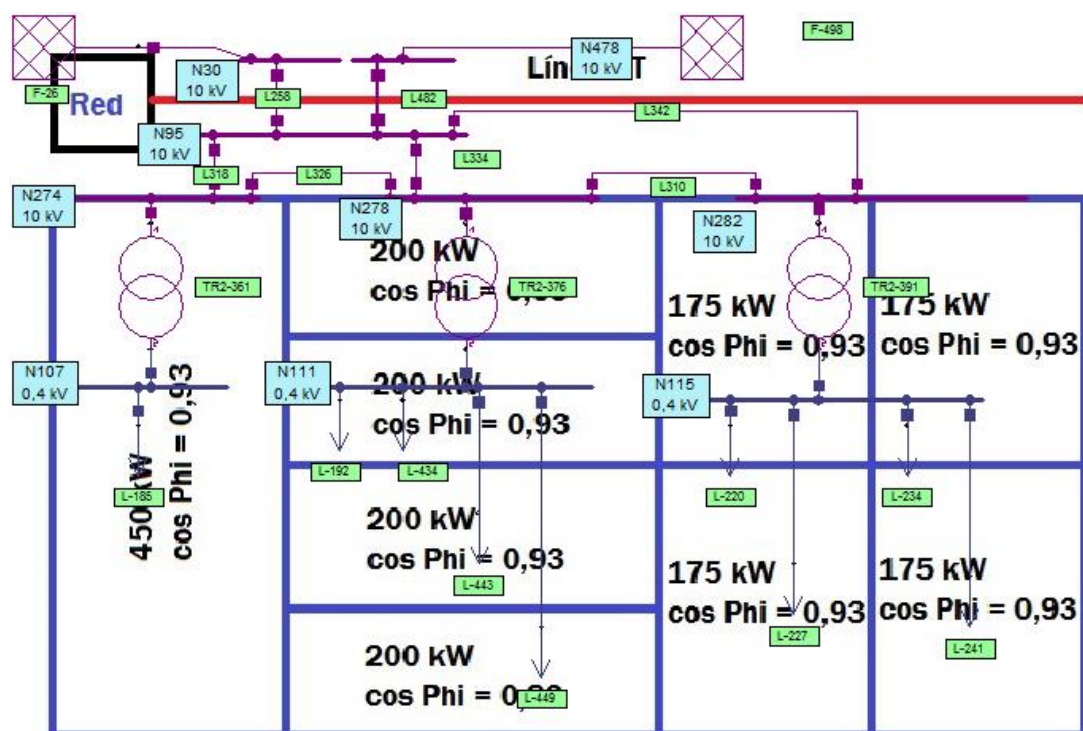 F-498
N478
10 kV
N30
10 kV
F-26
L258
L482
Red
L342
N95
10 kV
L334
L318
L326
L310
N274
10 kV
N278
10 kV
N282
10 kV
200 kW
cos Phi =
TR2-361
TR2-376
TR2-391
175 kW
cos Phi = 0,93
175 kW
cos Phi = 0,93
N107
0,4 kV
N111
0,4 kV
N115
0,4 kV
450 kW
cos Phi = 0,93
200 kW
cos Phi = 0,93
L-192
L-434
L-185
L-220
L-234
200 kW
cos Phi = 0,93
L-443
175 kW
cos Phi = 0,93
175 kW
cos Phi = 0,93
L-227
L-241
200 kW
cos Phi =
L-449